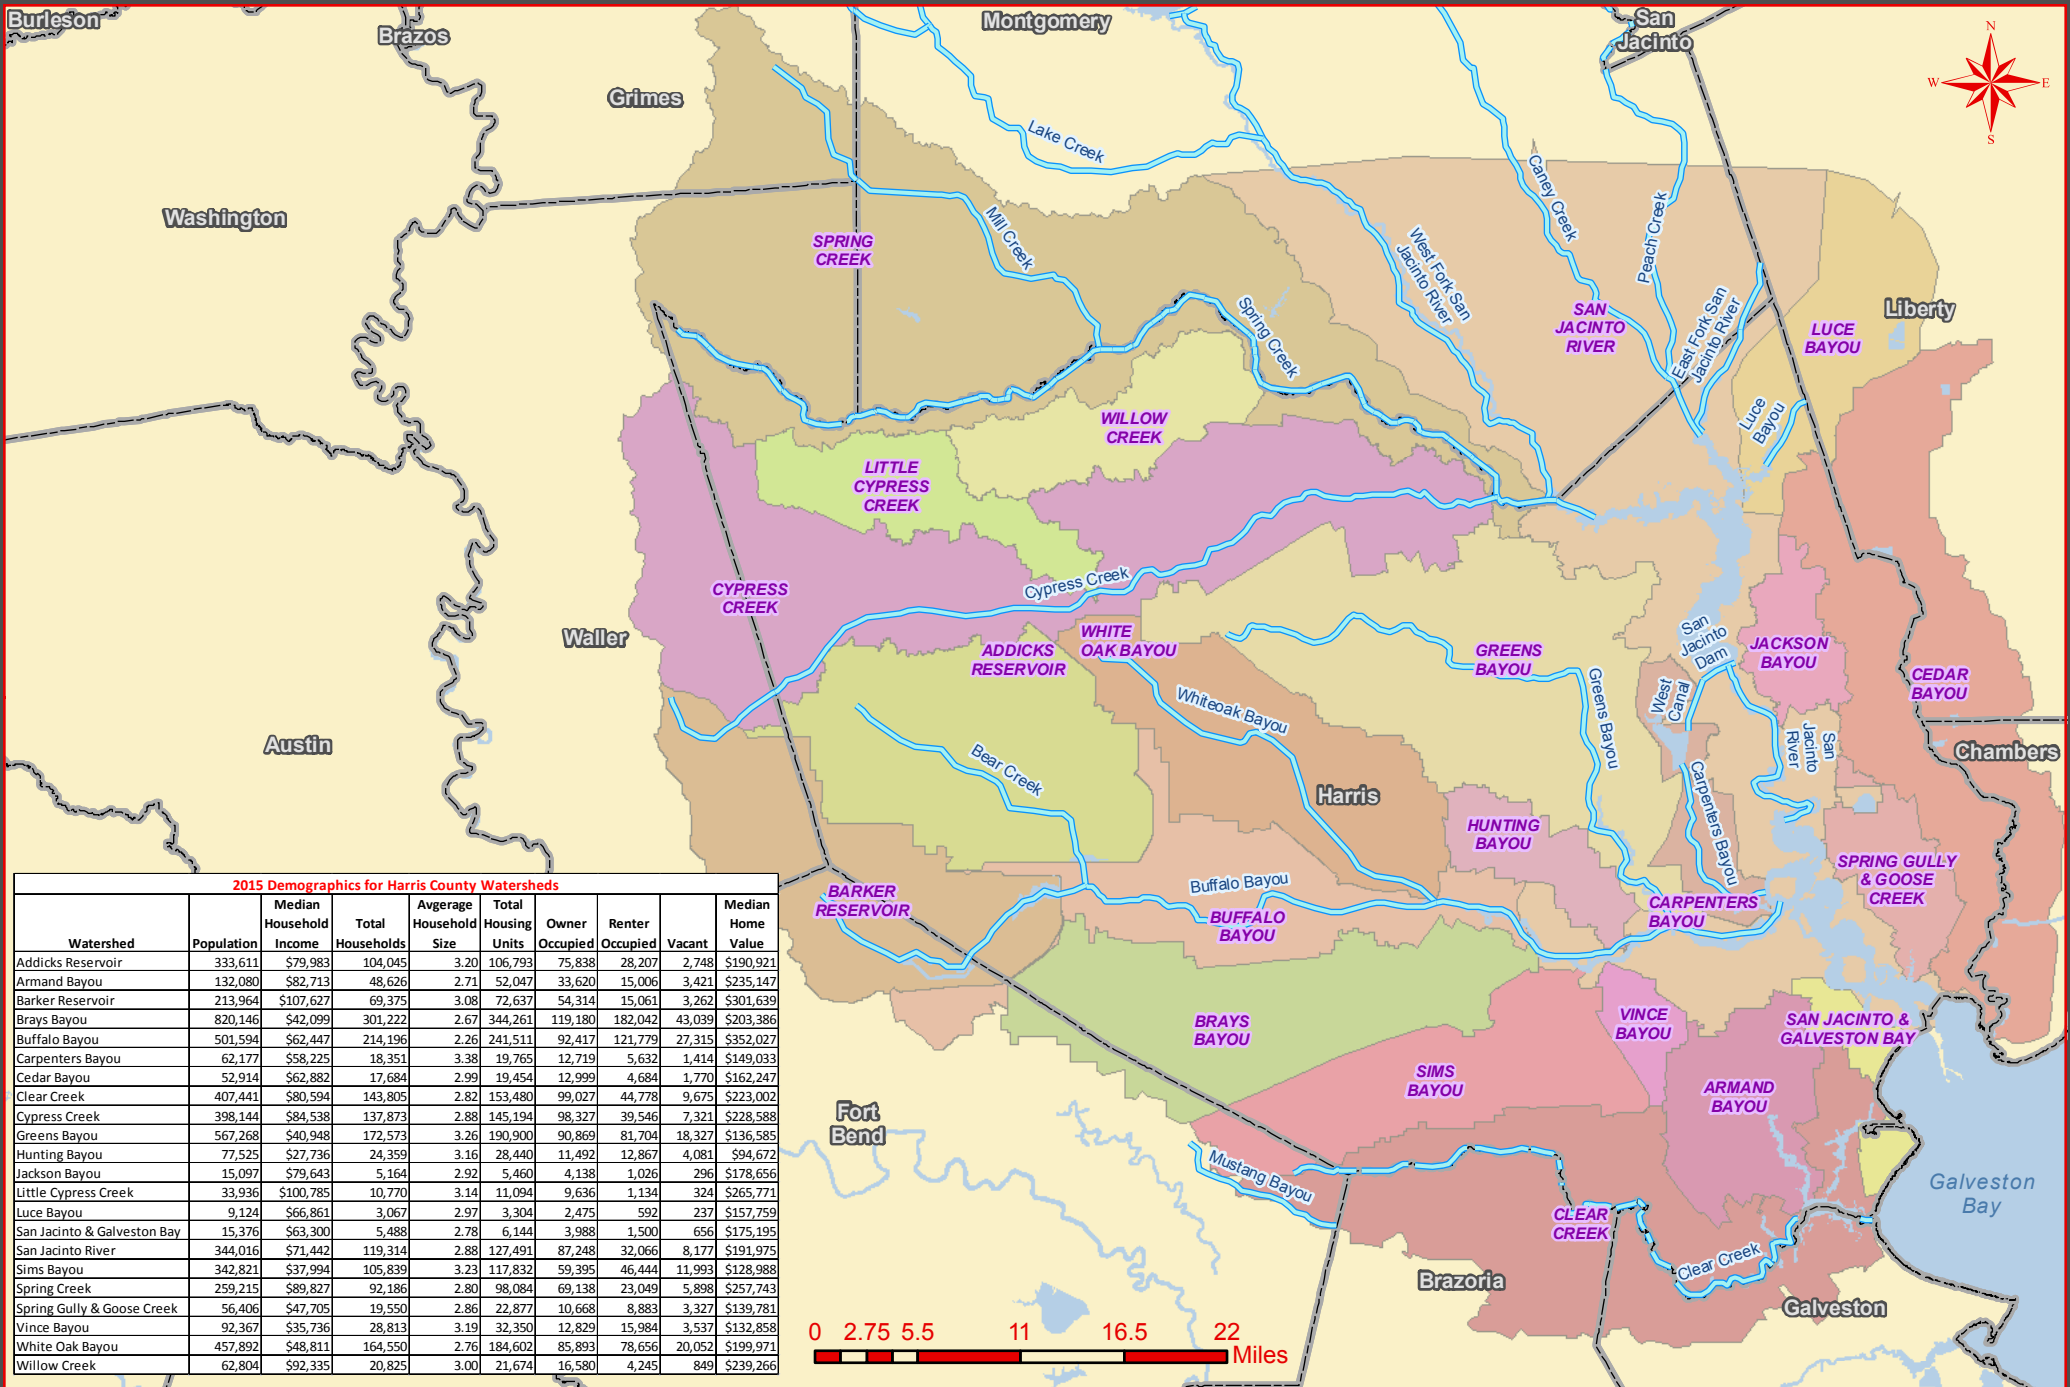 Burleson
Brazos
Montgomery
San
Jacinto
N
W
E
S
Grimes
Lake Creek
Washington
Mill Creek
SPRING
CREEK
Caney Creek
Peach Creek
West Fork San
Jacinto River
East Fork San
Jacinto River
SAN
JACINTO
RIVER
LUCE
BAYOU
Liberty
Spring Creek
Luce
Bayou
WILLOW
CREEK
LITTLE
CYPRESS
CREEK
Cypress Creek
CYPRESS
CREEK
Waller
ADDICKS
RESERVOIR
WHITE
OAK BAYOU
GREENS
BAYOU
San
Jacinto
Dam
JACKSON
BAYOU
CEDAR
BAYOU
West
Canal
Greens Bayou
Whiteoak Bayou
San
Jacinto
River
Austin
Bear Creek
Chambers
Harris
Carpenters Bayou
HUNTING
BAYOU
SPRING GULLY
& GOOSE
CREEK
Buffalo Bayou
BARKER
RESERVOIR
BUFFALO
BAYOU
CARPENTERS
BAYOU
BRAYS
BAYOU
VINCE
BAYOU
SAN JACINTO &
GALVESTON BAY
SIMS
BAYOU
ARMAND
BAYOU
Fort
Bend
Mustang Bayou
Galveston
Bay
CLEAR
CREEK
Clear Creek
Brazoria
Galveston
0 2.75 5.5 11 16.5 22
Miles
2015 Demographics for Harris County Watersheds
Median Avgerage Total Median
Household Total Household Housing Owner Renter Home
Watershed Population Income Households Size Units Occupied Occupied Vacant Value
Addicks Reservoir 333,611 $79,983 104,045 3.20 106,793 75,838 28,207 2,748 $190,921
Armand Bayou 132,080 $82,713 48,626 2.71 52,047 33,620 15,006 3,421 $235,147
Barker Reservoir 213,964 $107,627 69,375 3.08 72,637 54,314 15,061 3,262 $301,639
Brays Bayou 820,146 $42,099 301,222 2.67 344,261 119,180 182,042 43,039 $203,386
Buffalo Bayou 501,594 $62,447 214,196 2.26 241,511 92,417 121,779 27,315 $352,027
Carpenters Bayou 62,177 $58,225 18,351 3.38 19,765 12,719 5,632 1,414 $149,033
Cedar Bayou 52,914 $62,882 17,684 2.99 19,454 12,999 4,684 1,770 $162,247
Clear Creek 407,441 $80,594 143,805 2.82 153,480 99,027 44,778 9,675 $223,002
Cypress Creek 398,144 $84,538 137,873 2.88 145,194 98,327 39,546 7,321 $228,588
Greens Bayou 567,268 $40,948 172,573 3.26 190,900 90,869 81,704 18,327 $136,585
Hunting Bayou 77,525 $27,736 24,359 3.16 28,440 11,492 12,867 4,081 $94,672
Jackson Bayou 15,097 $79,643 5,164 2.92 5,460 4,138 1,026 296 $178,656
Little Cypress Creek 33,936 $100,785 10,770 3.14 11,094 9,636 1,134 324 $265,771
Luce Bayou 9,124 $66,861 3,067 2.97 3,304 2,475 592 237 $157,759
San Jacinto & Galveston Bay 15,376 $63,300 5,488 2.78 6,144 3,988 1,500 656 $175,195
San Jacinto River 344,016 $71,442 119,314 2.88 127,491 87,248 32,066 8,177 $191,975
Sims Bayou 342,821 $37,994 105,839 3.23 117,832 59,395 46,444 11,993 $128,988
Spring Creek 259,215 $89,827 92,186 2.80 98,084 69,138 23,049 5,898 $257,743
Spring Gully & Goose Creek 56,406 $47,705 19,550 2.86 22,877 10,668 8,883 3,327 $139,781
Vince Bayou 92,367 $35,736 28,813 3.19 32,350 12,829 15,984 3,537 $132,858
White Oak Bayou 457,892 $48,811 164,550 2.76 184,602 85,893 78,656 20,052 $199,971
Willow Creek 62,804 $92,335 20,825 3.00 21,674 16,580 4,245 849 $239,266